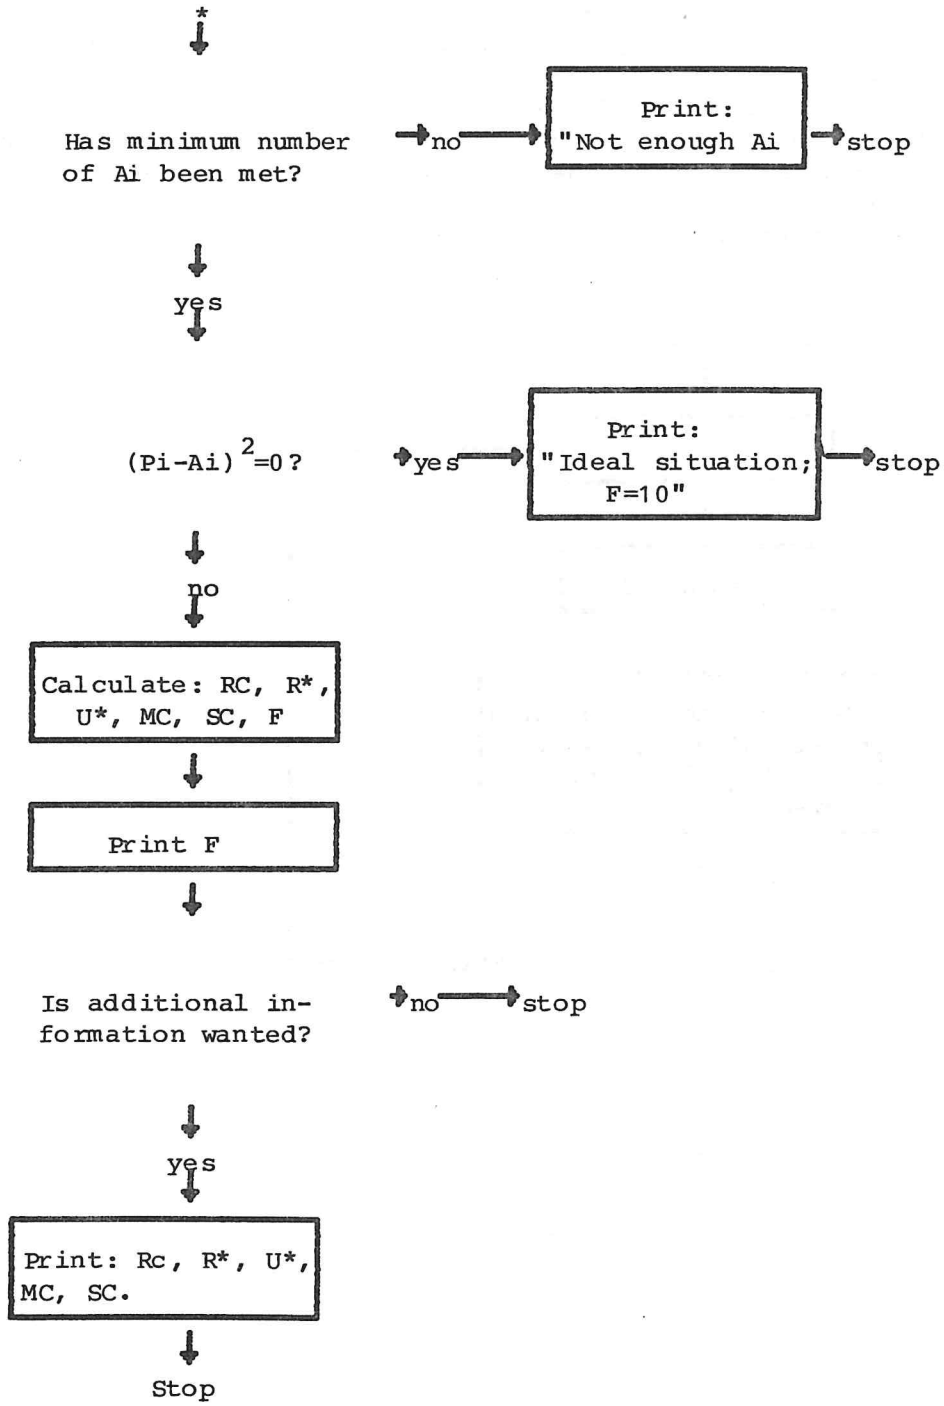 *
Has minimum number
of Ai been met?
no
Print:
"Not enough Ai
stop
yes
(Pi-Ai)²=0?
yes
Print:
"Ideal situation;
F=10"
stop
no
Calculate: RC, R*,
U*, MC, SC, F
Print F
Is additional in-
formation wanted?
no
stop
yes
Print: Rc, R*, U*,
MC, SC.
Stop